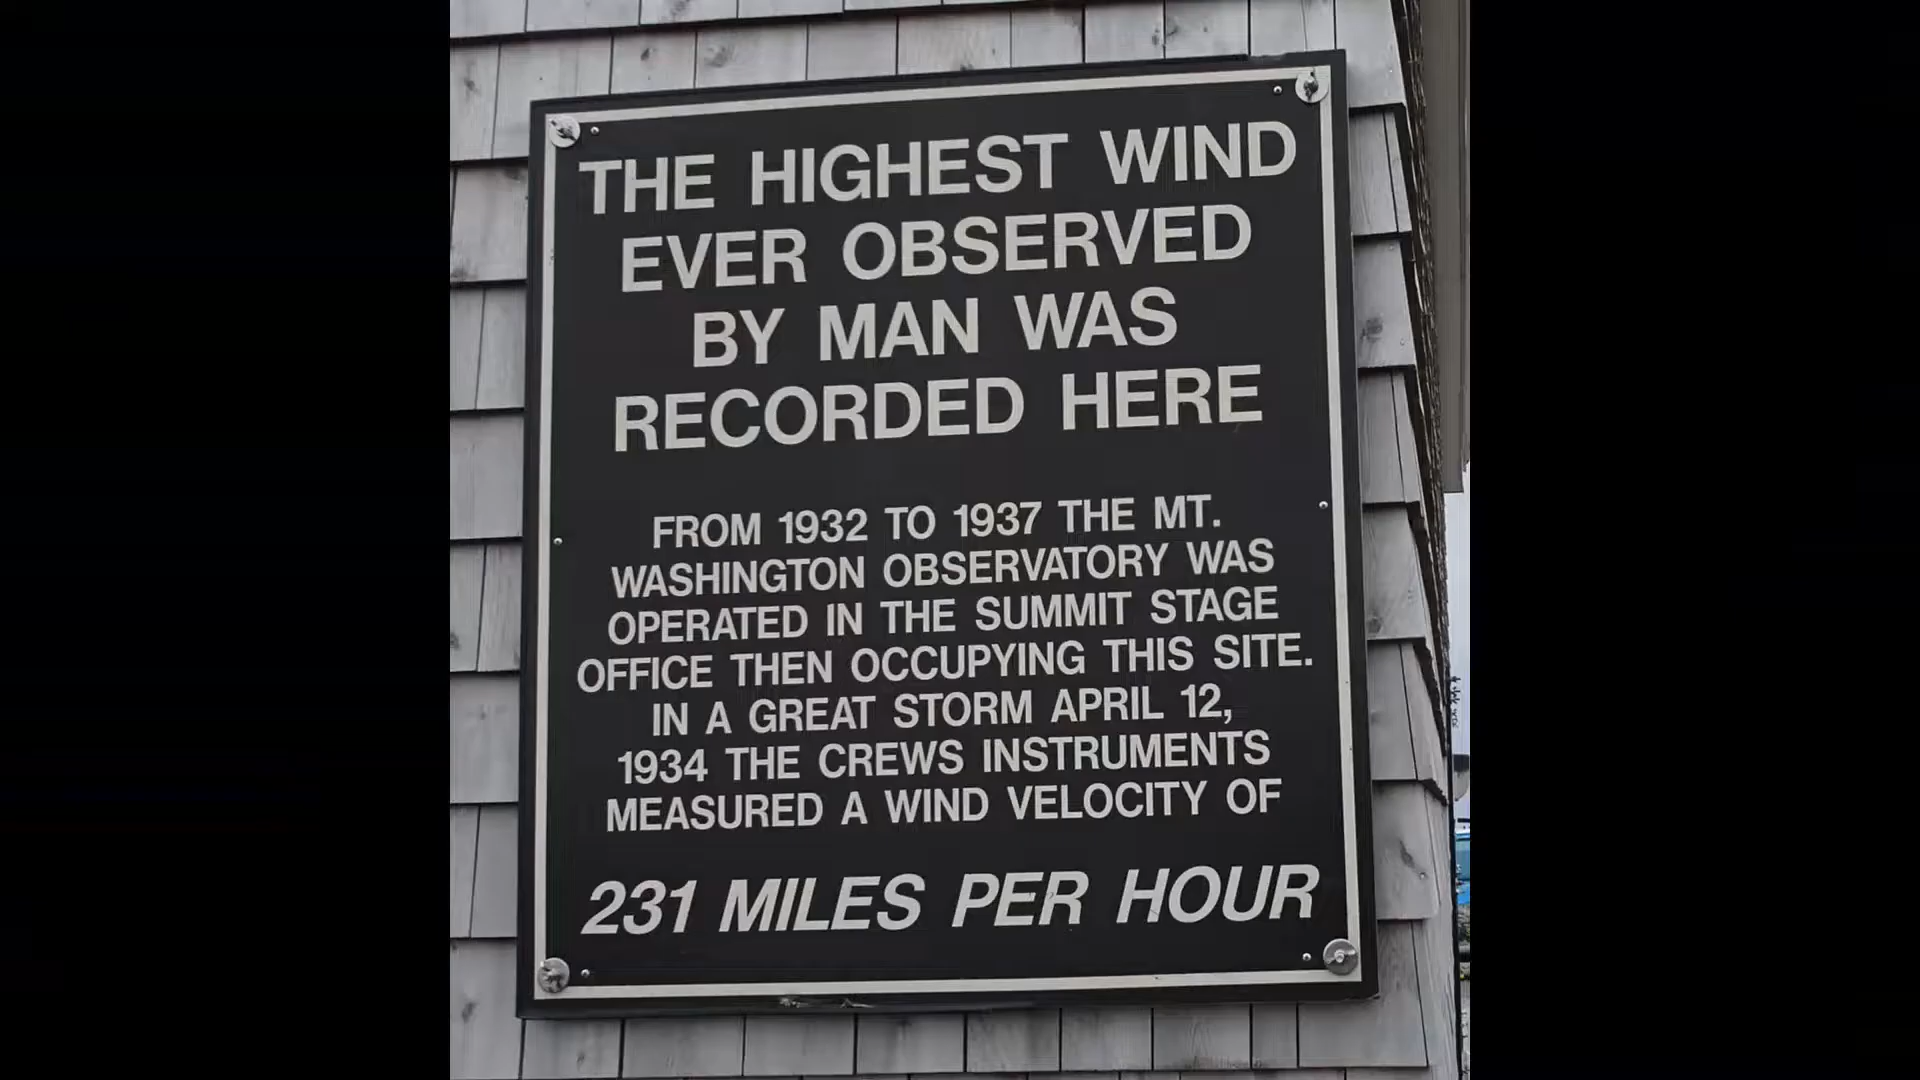 THE HIGHEST WIND
EVER OBSERVED
BY MAN WAS
RECORDED HERE
FROM 1932 TO 1937 THE MT.
WASHINGTON OBSERVATORY WAS
OPERATED IN THE SUMMIT STAGE
OFFICE THEN OCCUPYING THIS SITE.
IN A GREAT STORM APRIL 12,
1934 THE CREWS INSTRUMENTS
MEASURED A WIND VELOCITY OF
231 MILES PER HOUR